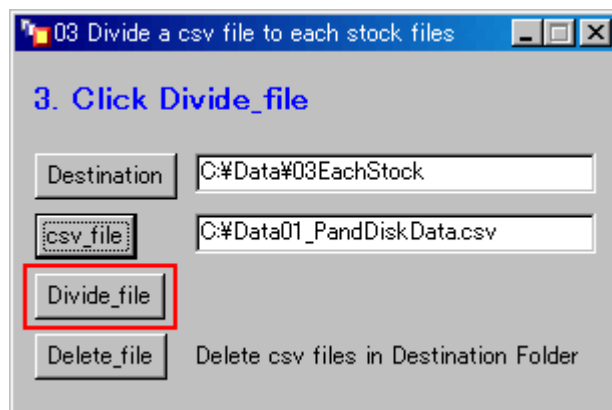 03 Divide a csv file to each stock files
3. Click Divide_file
Destination C:¥Data¥03EachStock
csv_file C:¥Data01_PandDiskData.csv
Divide_file
Delete_file Delete csv files in Destination Folder